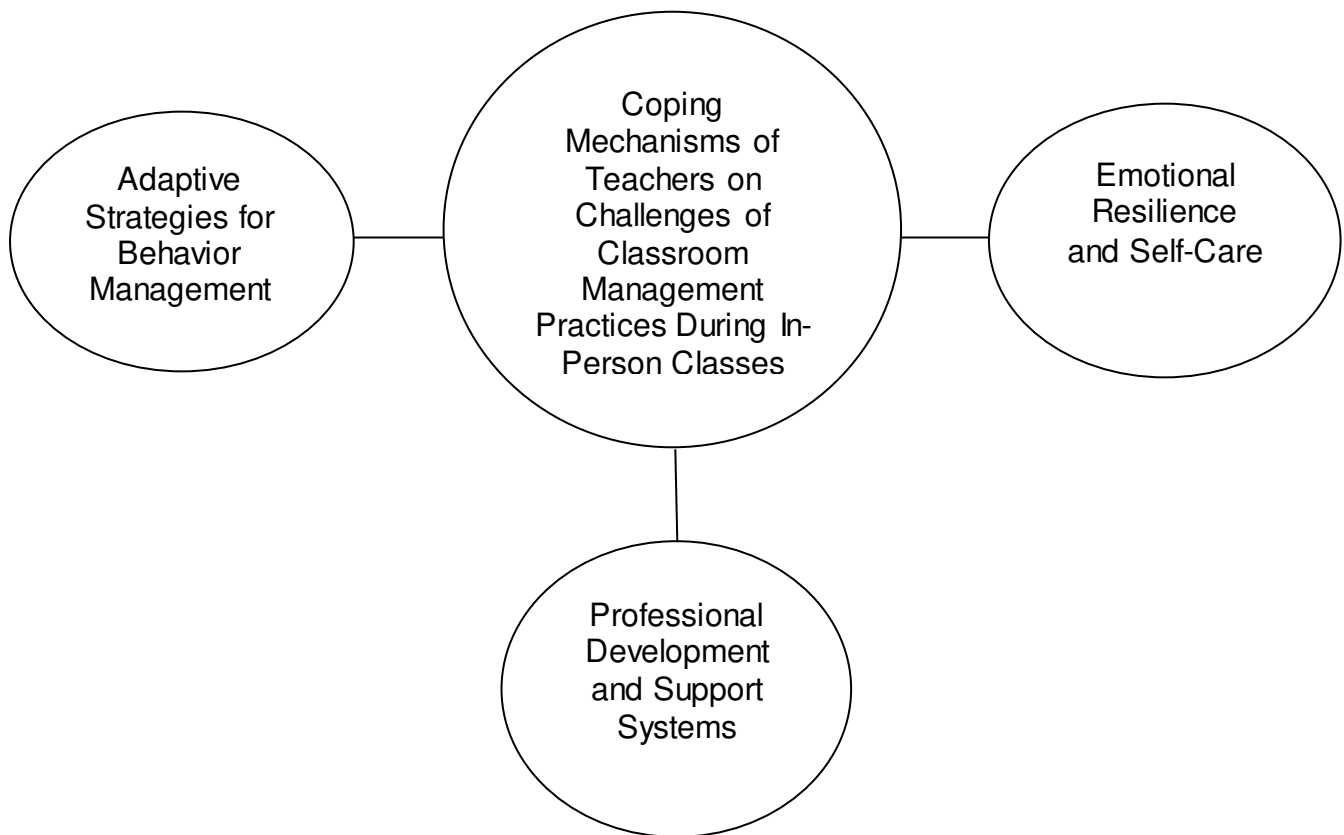 Coping
Mechanisms of
Teachers on
Challenges of
Classroom
Management
Practices During In-
Person Classes
Adaptive
Strategies for
Behavior
Management
Emotional
Resilience
and Self-Care
Professional
Development
and Support
Systems